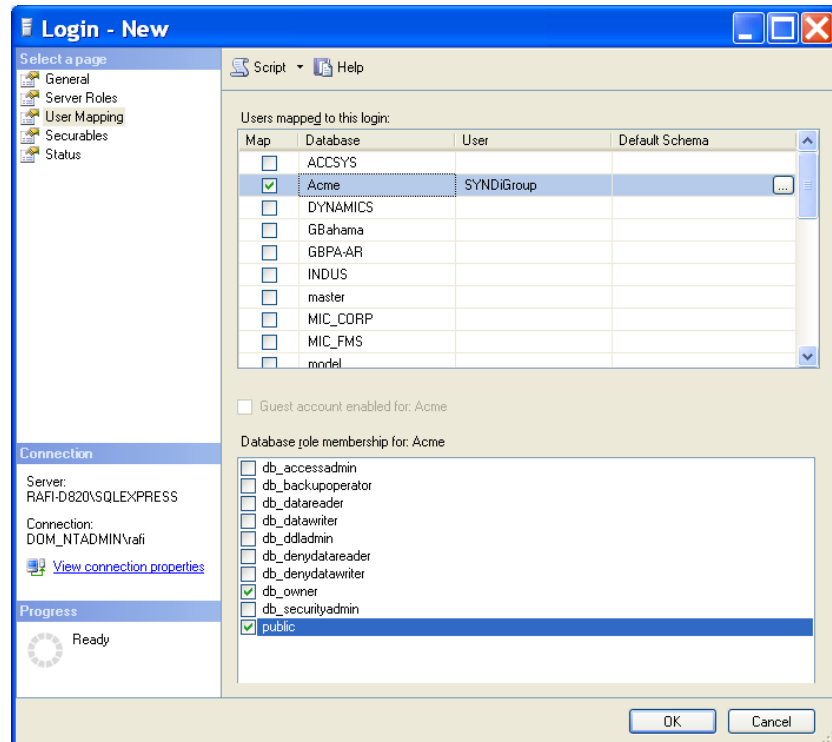 Login - New
Select a page
General
Server Roles
User Mapping
Securables
Status
Script Help
Users mapped to this login:
Map Database User Default Schema
ACCSYS
Acme SYNDiGroup ...
DYNAMICS
GBahama
GBPA-AR
INDUS
master
MIC_CORP
MIC_FMS
model
Guest account enabled for: Acme
Database role membership for: Acme
db_accessadmin
db_backupoperator
db_datareader
db_datawriter
db_ddladmin
db_denydatareader
db_denydatawriter
db_owner
db_securityadmin
public
Connection
Server:
RAFI-D820\SQLEXPRESS
Connection:
DOM_NTADMIN\rafi
View connection properties
Progress
Ready
OK Cancel